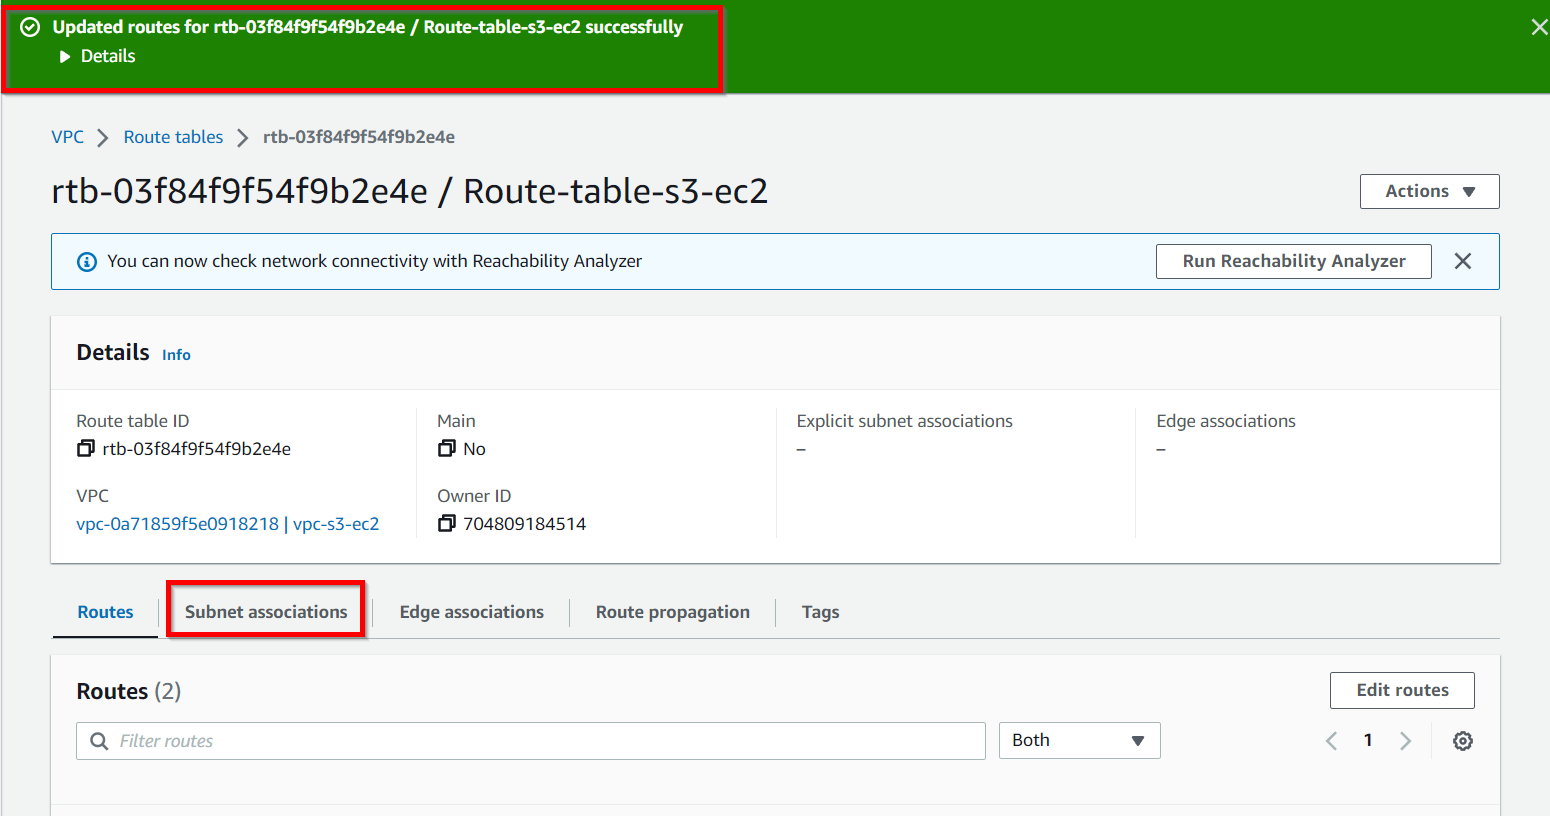 Updated routes for rtb-03f84f9f54f9b2e4e / Route-table-s3-ec2 successfully
Details
VPC > Route tables > rtb-03f84f9f54f9b2e4e
rtb-03f84f9f54f9b2e4e / Route-table-s3-ec2
Actions
You can now check network connectivity with Reachability Analyzer
Run Reachability Analyzer
Details Info
Route table ID
rtb-03f84f9f54f9b2e4e
Main
No
Explicit subnet associations
–
Edge associations
–
VPC
vpc-0a71859f5e0918218 | vpc-s3-ec2
Owner ID
704809184514
Routes Subnet associations Edge associations Route propagation Tags
Routes (2)
Edit routes
Filter routes
Both
1